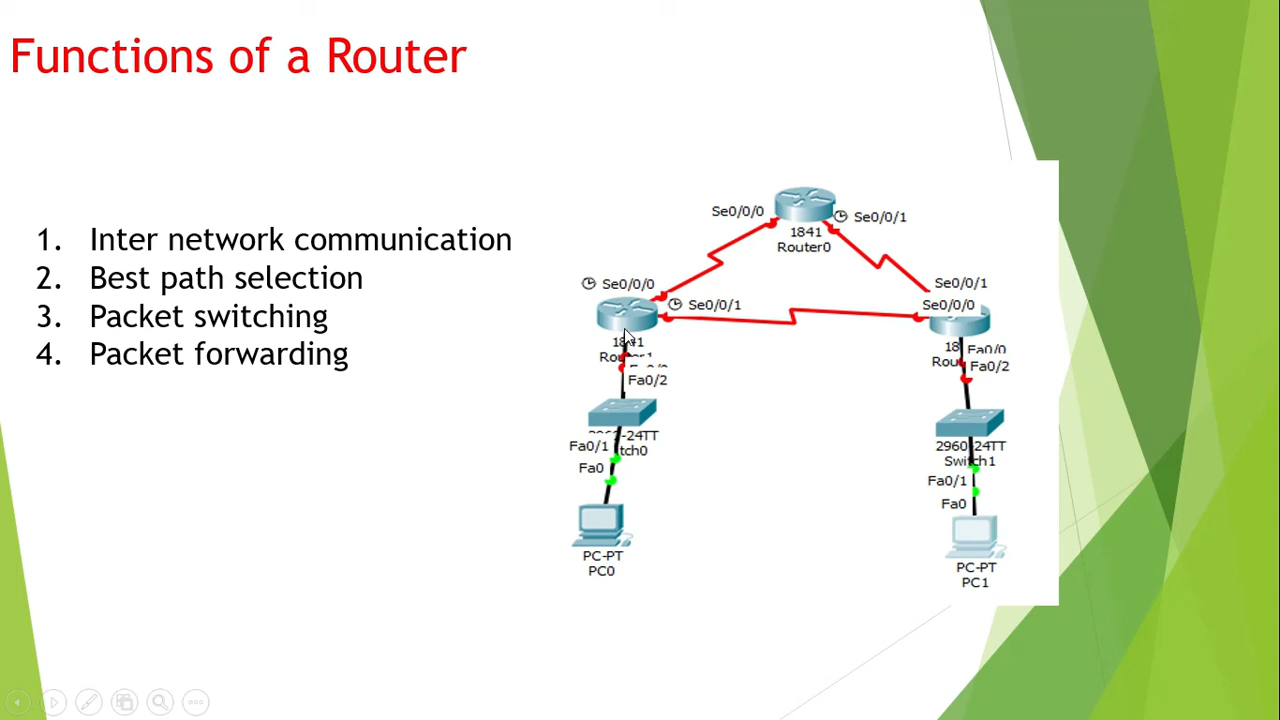 Functions of a Router
1. Inter network communication
2. Best path selection
3. Packet switching
4. Packet forwarding
Se0/0/0
Se0/0/1
1841
Router0
Se0/0/0
Se0/0/1
Se0/0/1
Se0/0/0
Fa0/0
Fa0/2
Fa0/2
Fa0/1
Fa0
2960-24TT
Switch1
Fa0/1
Fa0
PC-PT
PC0
PC-PT
PC1